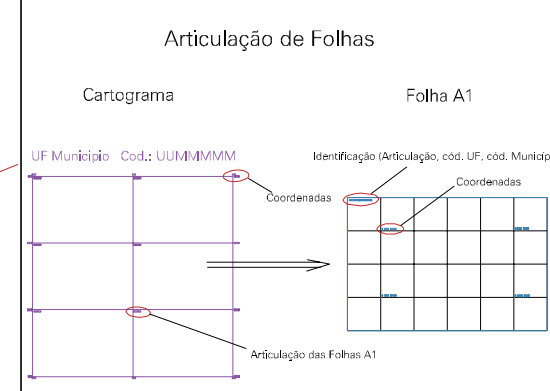 Articulação de Folhas
Cartograma
Folha A1
UF Municipio Cod.: UUMMMMM
Identificação (Articulação, cód. UF, cód. Municíp
Coordenadas
Coordenadas
Articulação das Folhas A1